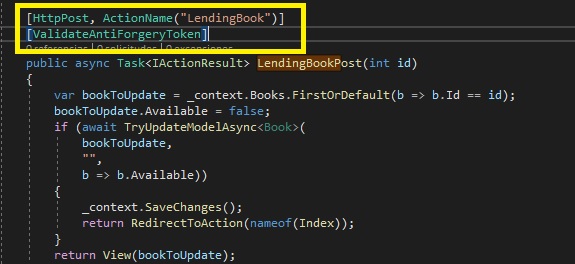 [HttpPost, ActionName("LendingBook")]
[ValidateAntiForgeryToken]
0 referencias | 0 solicitudes | 0 excepciones
public async Task<IActionResult> LendingBookPost(int id)
{
var bookToUpdate = _context.Books.FirstOrDefault(b => b.Id == id);
bookToUpdate.Available = false;
if (await TryUpdateModelAsync<Book>(
bookToUpdate,
"",
b => b.Available))
{
_context.SaveChanges();
return RedirectToAction(nameof(Index));
}
return View(bookToUpdate);